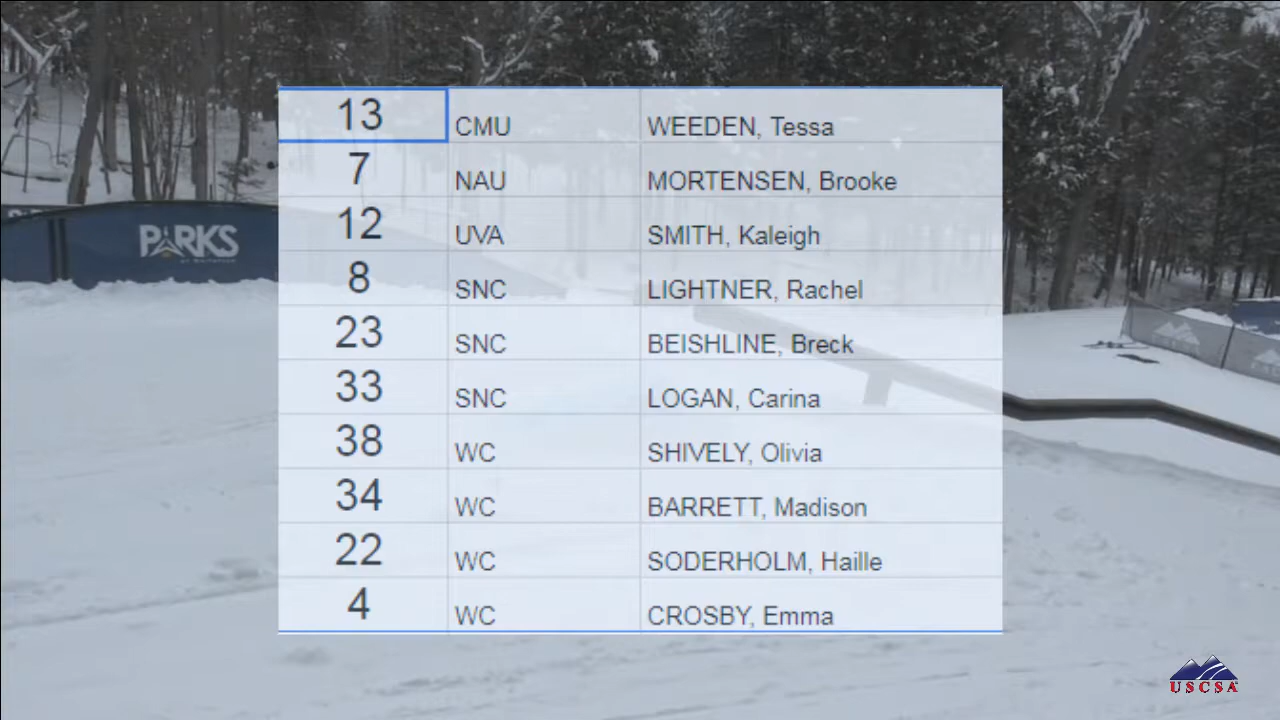 13 CMU WEEDEN, Tessa
7 NAU MORTENSEN, Brooke
12 UVA SMITH, Kaleigh
8 SNC LIGHTNER, Rachel
23 SNC BEISHLINE, Breck
33 SNC LOGAN, Carina
38 WC SHIVELY, Olivia
34 WC BARRETT, Madison
22 WC SODERHOLM, Haille
4 WC CROSBY, Emma
PARKS
USCSA